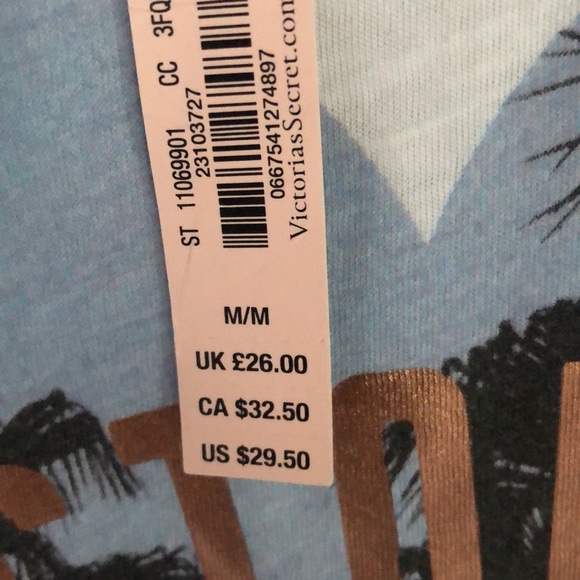 ST 11069901 CC 3FQ
23103727
0667541274897
VictoriasSecret.com
M/M
UK £26.00
CA $32.50
US $29.50